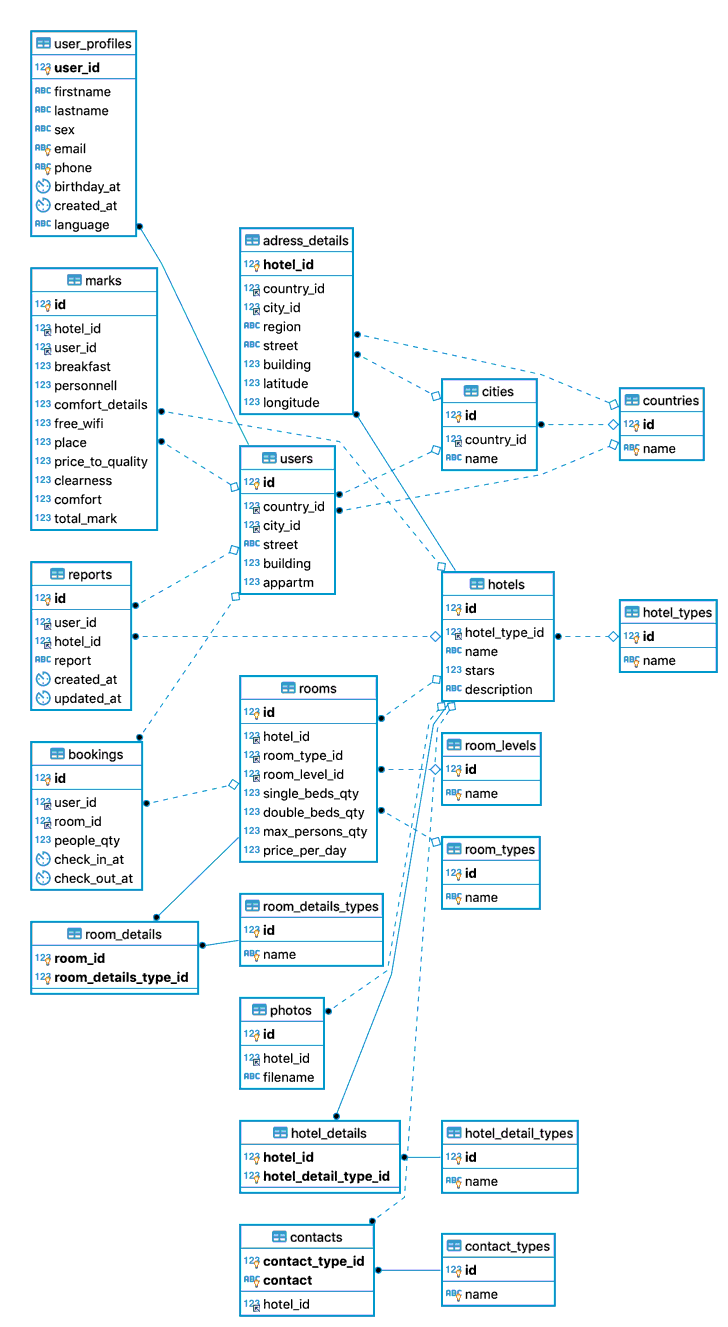 user_profiles
123 user_id
ABC firstname
ABC lastname
ABC sex
ABC email
ABC phone
birthday_at
created_at
ABC language
adress_details
123 hotel_id
123 country_id
123 city_id
ABC region
ABC street
123 building
123 latitude
123 longitude
marks
123 id
123 hotel_id
123 user_id
123 breakfast
123 personnell
123 comfort_details
123 free_wifi
123 place
123 price_to_quality
123 clearness
123 comfort
123 total_mark
cities
123 id
123 country_id
ABC name
countries
123 id
ABC name
users
123 id
123 country_id
123 city_id
ABC street
123 building
123 appartm
reports
123 id
123 user_id
123 hotel_id
ABC report
created_at
updated_at
hotels
123 id
123 hotel_type_id
ABC name
123 stars
ABC description
hotel_types
123 id
ABC name
rooms
123 id
123 hotel_id
123 room_type_id
123 room_level_id
123 single_beds_qty
123 double_beds_qty
123 max_persons_qty
123 price_per_day
bookings
123 id
123 user_id
123 room_id
123 people_qty
check_in_at
check_out_at
room_levels
123 id
ABC name
room_types
123 id
ABC name
room_details
123 room_id
123 room_details_type_id
room_details_types
123 id
ABC name
photos
123 id
123 hotel_id
ABC filename
hotel_details
123 hotel_id
123 hotel_detail_type_id
hotel_detail_types
123 id
ABC name
contacts
123 contact_type_id
ABC contact
123 hotel_id
contact_types
123 id
ABC name